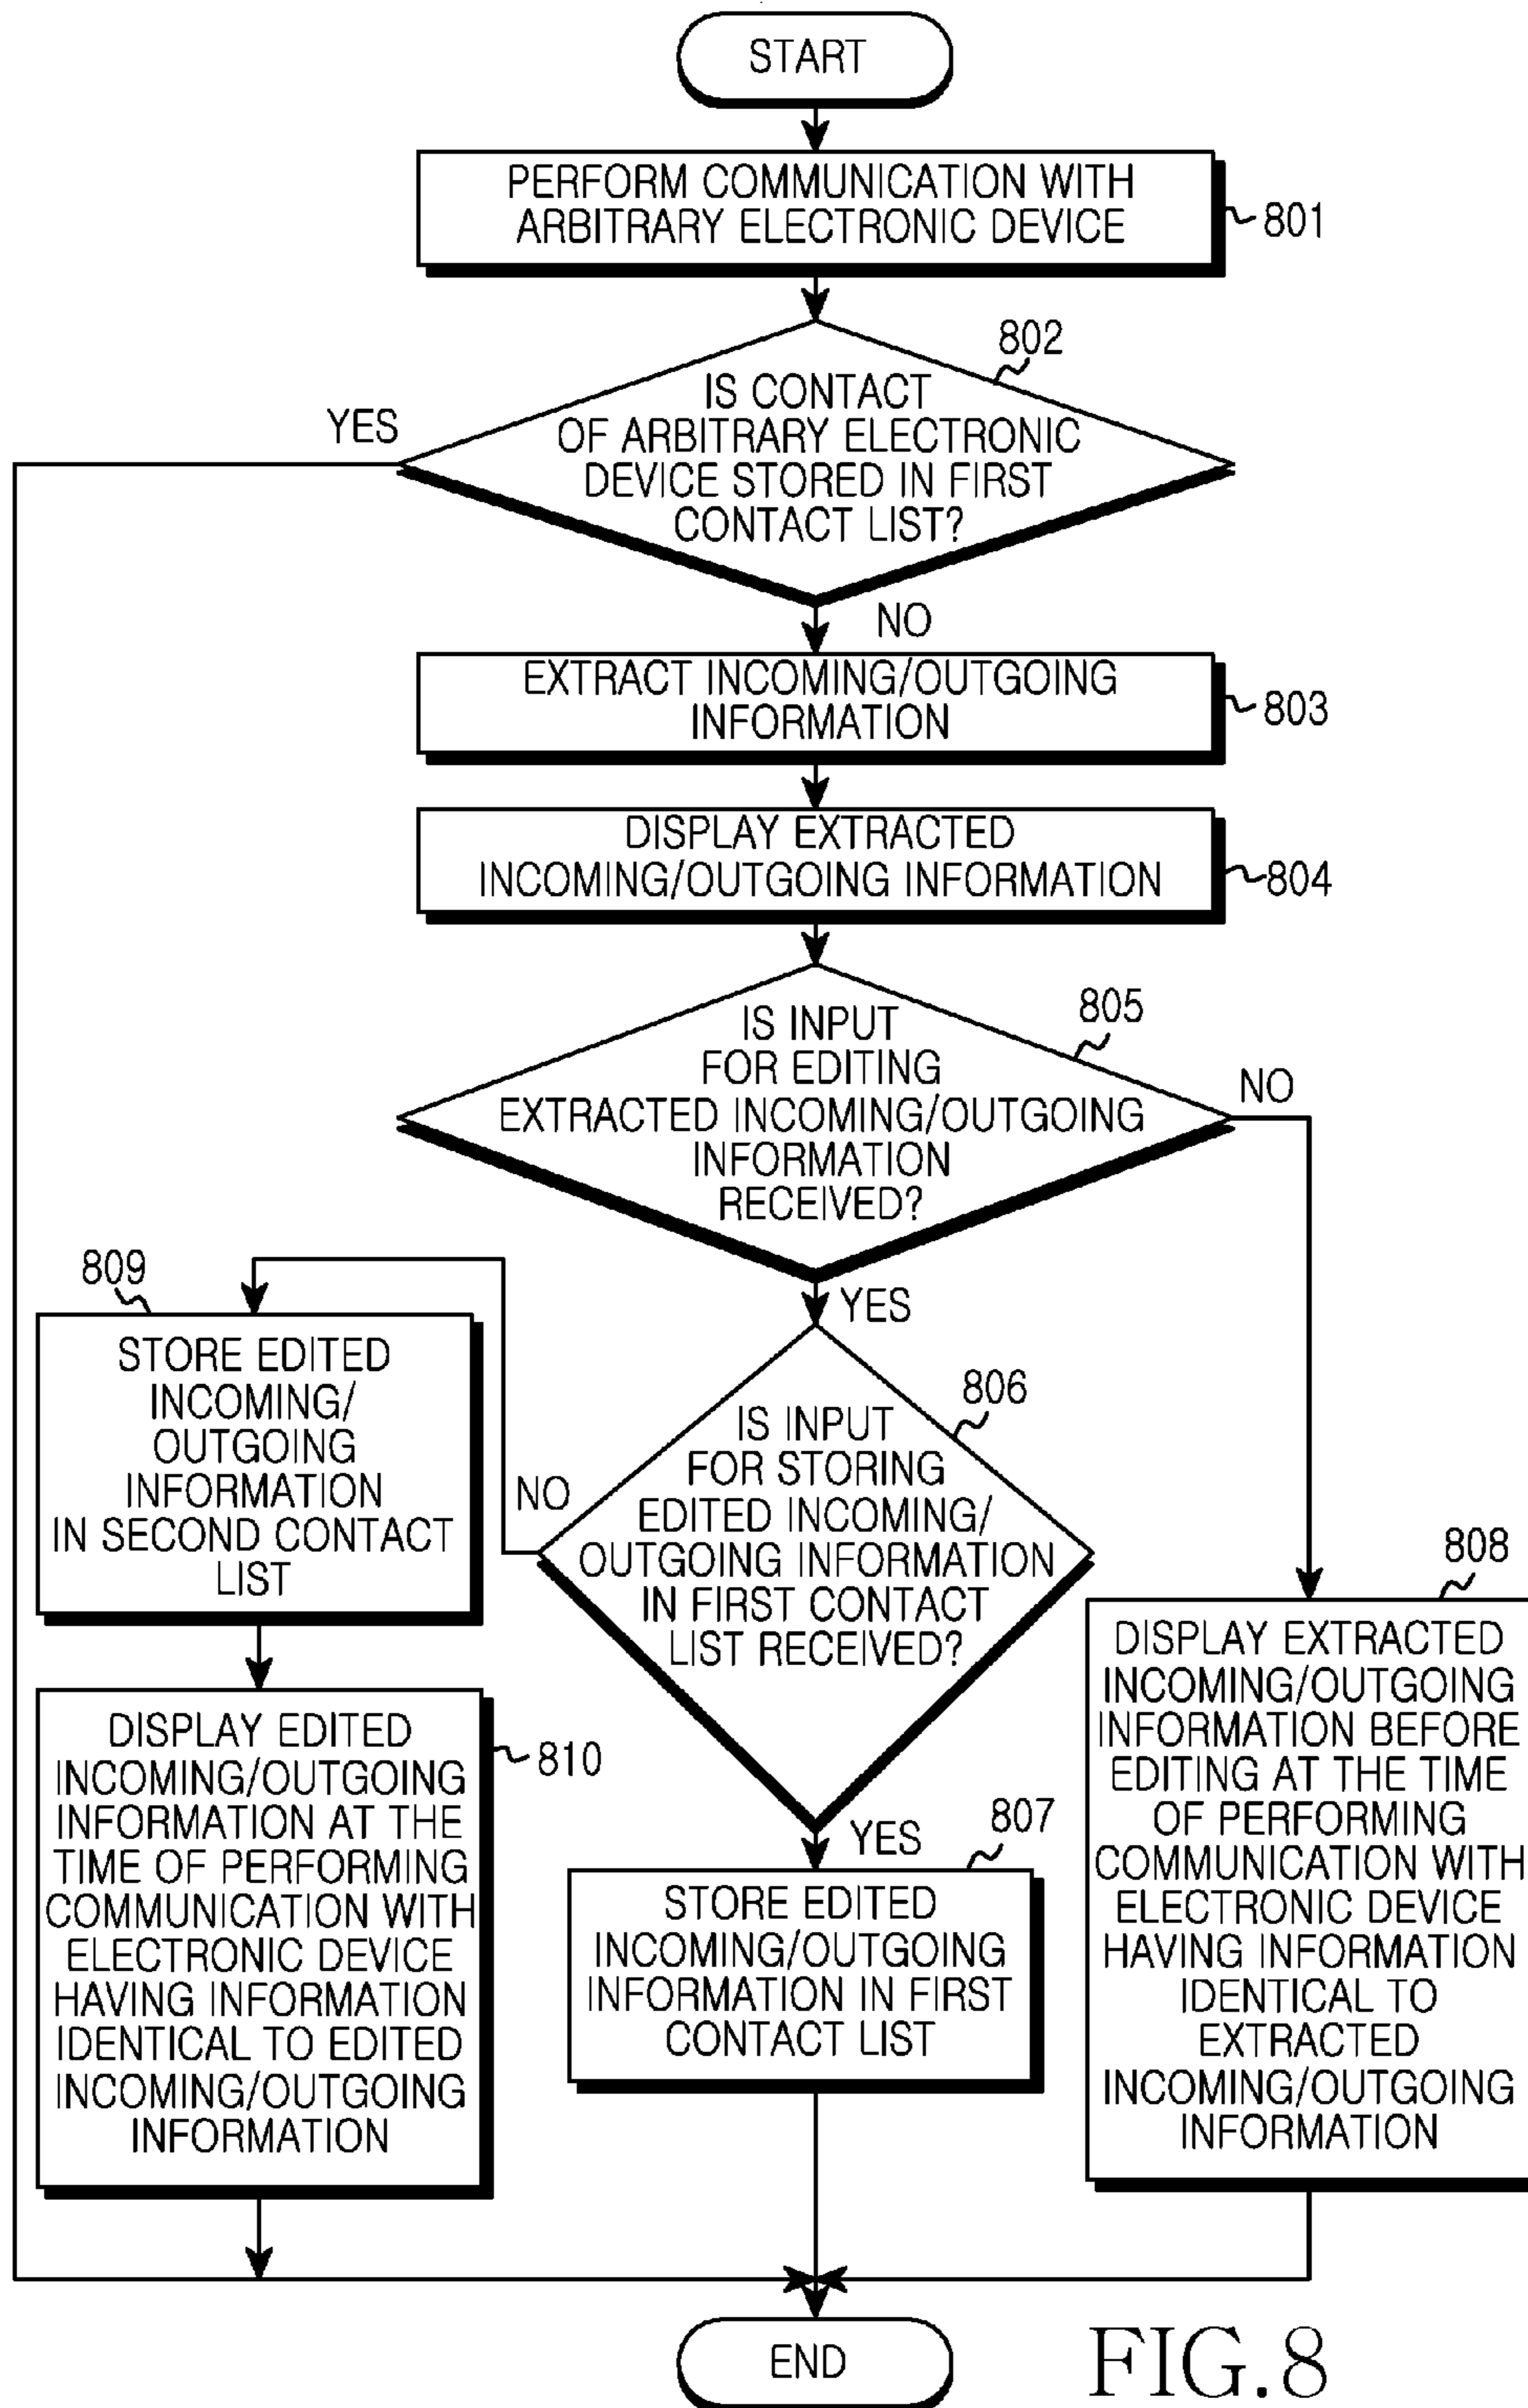 START
PERFORM COMMUNICATION WITH
ARBITRARY ELECTRONIC DEVICE
801
802
IS CONTACT
OF ARBITRARY ELECTRONIC
DEVICE STORED IN FIRST
CONTACT LIST?
YES
NO
EXTRACT INCOMING/OUTGOING
INFORMATION
803
DISPLAY EXTRACTED
INCOMING/OUTGOING INFORMATION
804
805
IS INPUT
FOR EDITING
EXTRACTED INCOMING/OUTGOING
INFORMATION
RECEIVED?
NO
YES
809
STORE EDITED
INCOMING/
OUTGOING
INFORMATION
IN SECOND CONTACT
LIST
806
IS INPUT
FOR STORING
EDITED INCOMING/
OUTGOING INFORMATION
IN FIRST CONTACT
LIST RECEIVED?
NO
YES
808
DISPLAY EXTRACTED
INCOMING/OUTGOING
INFORMATION BEFORE
EDITING AT THE TIME
OF PERFORMING
COMMUNICATION WITH
ELECTRONIC DEVICE
HAVING INFORMATION
IDENTICAL TO
EXTRACTED
INCOMING/OUTGOING
INFORMATION
DISPLAY EDITED
INCOMING/OUTGOING
INFORMATION AT THE
TIME OF PERFORMING
COMMUNICATION WITH
ELECTRONIC DEVICE
HAVING INFORMATION
IDENTICAL TO EDITED
INCOMING/OUTGOING
INFORMATION
810
807
STORE EDITED
INCOMING/OUTGOING
INFORMATION IN FIRST
CONTACT LIST
END
FIG.8